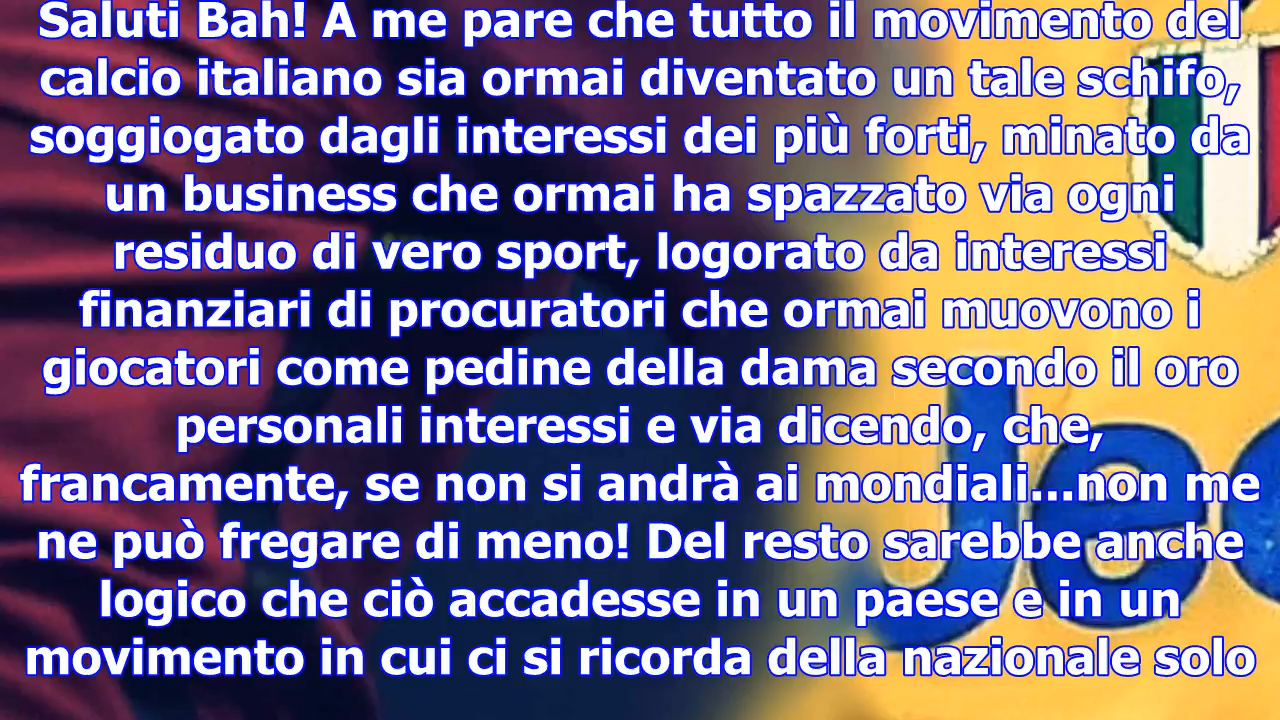 Saluti Bah! A me pare che tutto il movimento del
calcio italiano sia ormai diventato un tale schifo,
soggiogato dagli interessi dei più forti, minato da
un business che ormai ha spazzato via ogni
residuo di vero sport, logorato da interessi
finanziari di procuratori che ormai muovono i
giocatori come pedine della dama secondo il oro
personali interessi e via dicendo, che,
francamente, se non si andrà ai mondiali...non me
ne può fregare di meno! Del resto sarebbe anche
logico che ciò accadesse in un paese e in un
movimento in cui ci si ricorda della nazionale solo
Jee